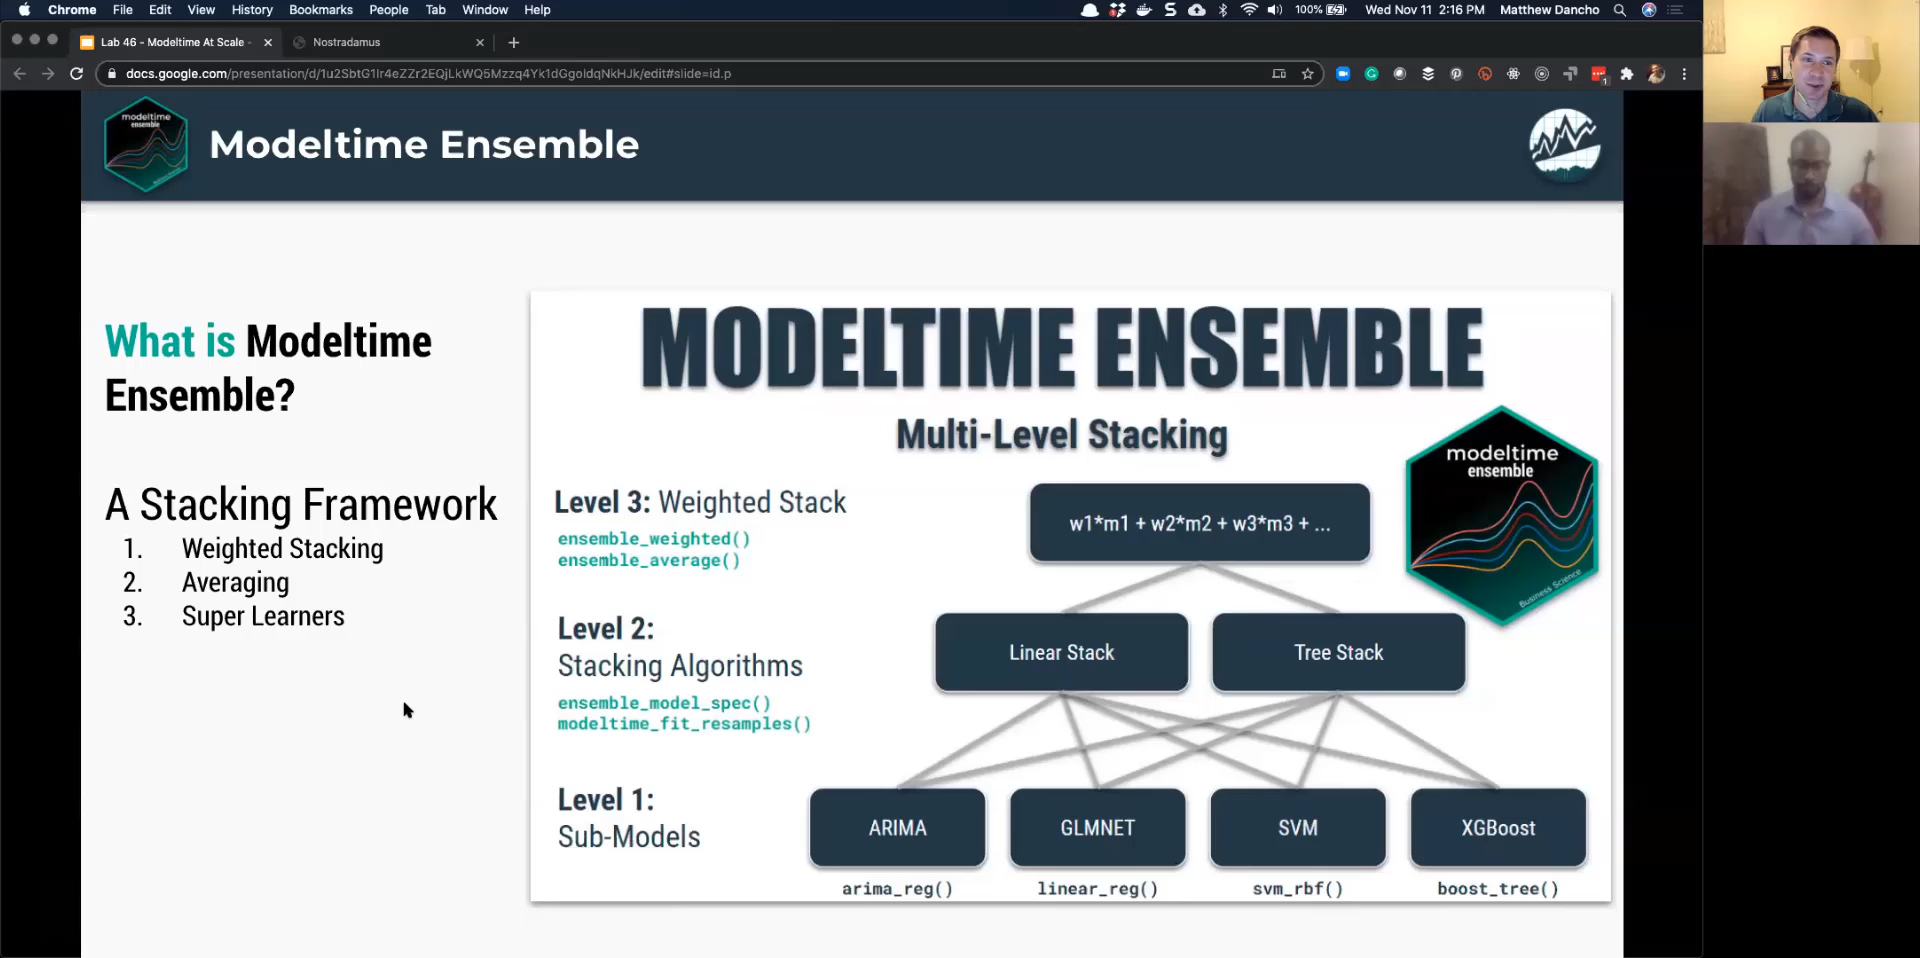 Chrome File Edit View History Bookmarks People Tab Window Help 100% Wed Nov 11 2:16 PM Matthew Dancho
Lab 46 - Modeltime At Scale - Nostradamus
docs.google.com/presentation/d/1u2SbtG1Ir4eZZr2EQjLkWQ5Mzzq4Yk1dGgoIdqNkHJk/edit#slide=id.p
modeltime
ensemble
Modeltime Ensemble
What is Modeltime
Ensemble?
A Stacking Framework
1. Weighted Stacking
2. Averaging
3. Super Learners
MODELTIME ENSEMBLE
Multi-Level Stacking
modeltime
ensemble
Business Science
Level 3: Weighted Stack
ensemble_weighted()
ensemble_average()
w1*m1 + w2*m2 + w3*m3 + ...
Level 2:
Stacking Algorithms
ensemble_model_spec()
modeltime_fit_resamples()
Linear Stack
Tree Stack
Level 1:
Sub-Models
ARIMA
GLMNET
SVM
XGBoost
arima_reg()
linear_reg()
svm_rbf()
boost_tree()